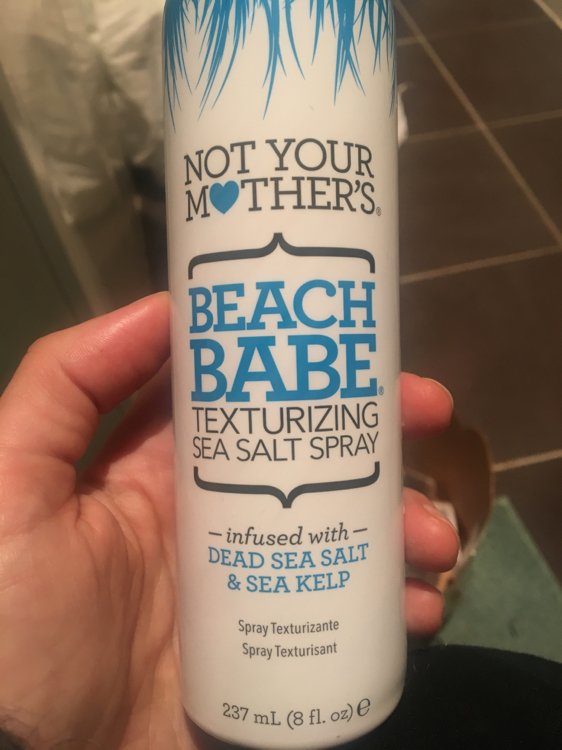 NOT YOUR
MOTHER'S®
BEACH
BABE®
TEXTURIZING
SEA SALT SPRAY
infused with
DEAD SEA SALT
& SEA KELP
Spray Texturizante
Spray Texturisant
237 mL (8 fl. oz) ℮